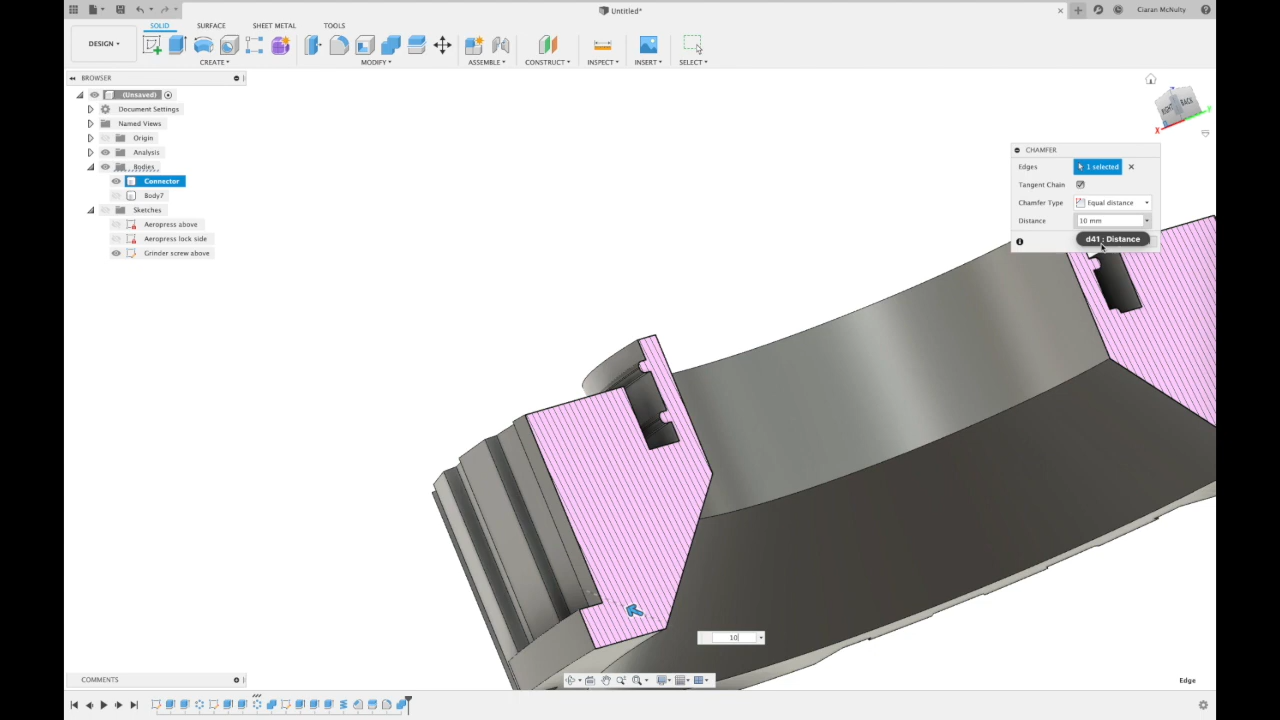 Untitled*
Ciaran McNulty
DESIGN
SOLID
SURFACE
SHEET METAL
TOOLS
CREATE
MODIFY
ASSEMBLE
CONSTRUCT
INSPECT
INSERT
SELECT
BROWSER
(Unsaved)
Document Settings
Named Views
Origin
Analysis
Bodies
Connector
Body7
Sketches
Aeropress above
Aeropress lock side
Grinder screw above
RIGHT
BACK
X
Y
CHAMFER
Edges
1 selected
Tangent Chain
Chamfer Type
Equal distance
Distance
10 mm
d41 : Distance
10
COMMENTS
Edge